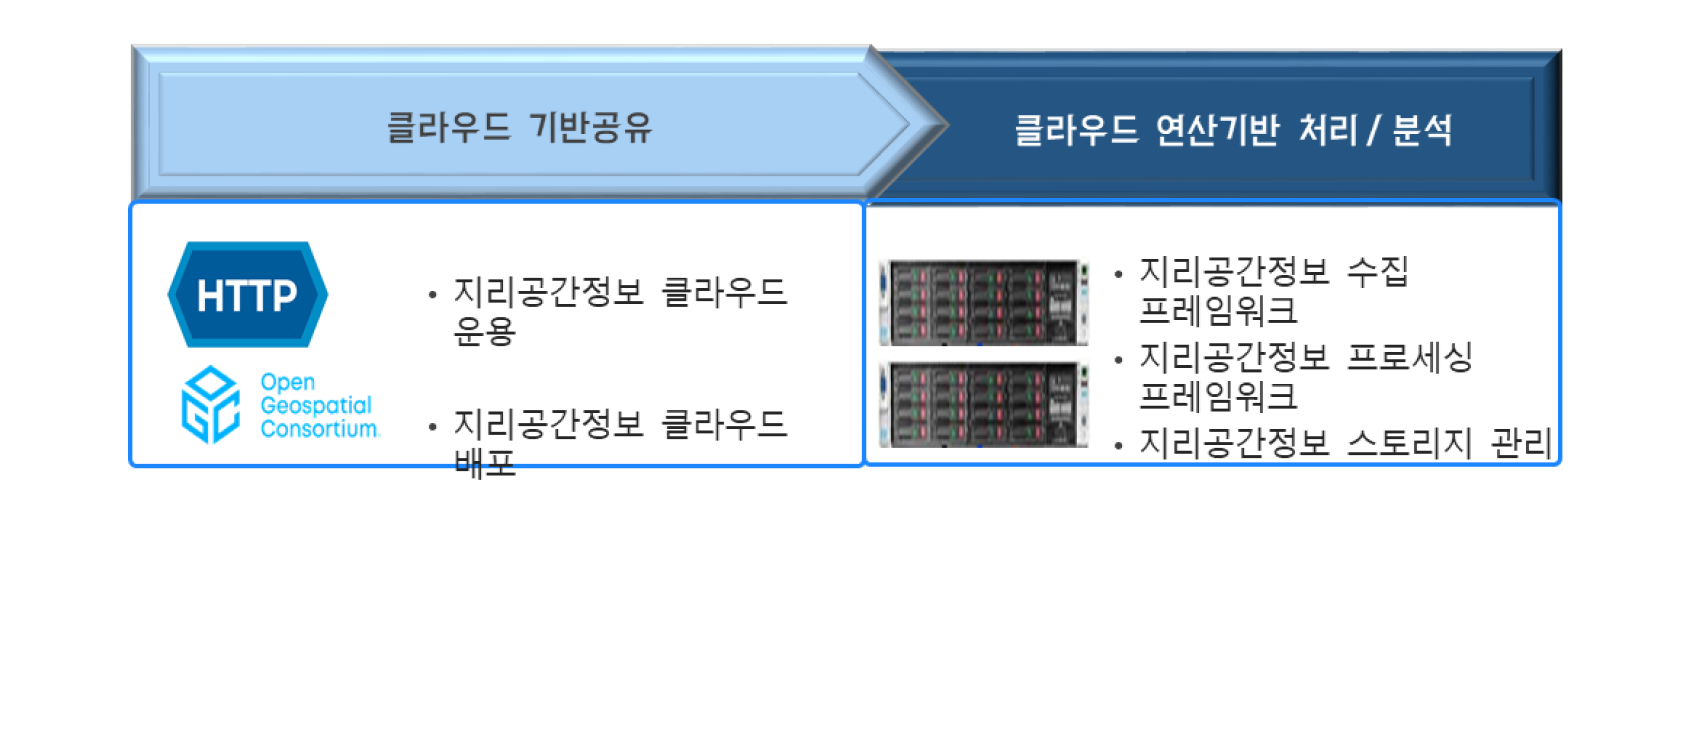 클라우드 기반공유
클라우드 연산기반 처리 / 분석
HTTP
Open
Geospatial
Consortium
• 지리공간정보 클라우드
운용
• 지리공간정보 클라우드
배포
• 지리공간정보 수집
프레임워크
• 지리공간정보 프로세싱
프레임워크
• 지리공간정보 스토리지 관리